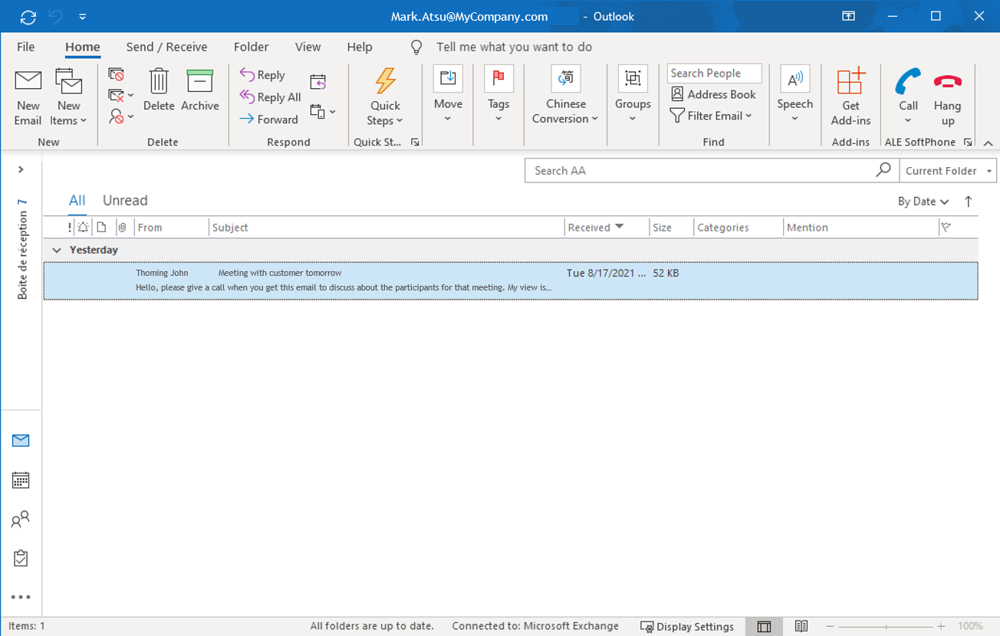 Mark.Atsu@MyCompany.com - Outlook
File Home Send / Receive Folder View Help Tell me what you want to do
New Email
New Items
New
Delete
Archive
Delete
Reply
Reply All
Forward
Respond
Quick Steps
Quick St...
Move
Tags
Chinese Conversion
Groups
Search People
Address Book
Filter Email
Find
Speech
Get Add-ins
Add-ins
Call
Hang up
ALE SoftPhone
Search AA
Current Folder
Boîte de réception 7
All Unread
By Date
! From Subject Received Size Categories Mention
Yesterday
Thoming John Meeting with customer tomorrow Tue 8/17/2021 ... 52 KB
Hello, please give a call when you get this email to discuss about the participants for that meeting. My view is...
Items: 1 All folders are up to date. Connected to: Microsoft Exchange Display Settings 100%